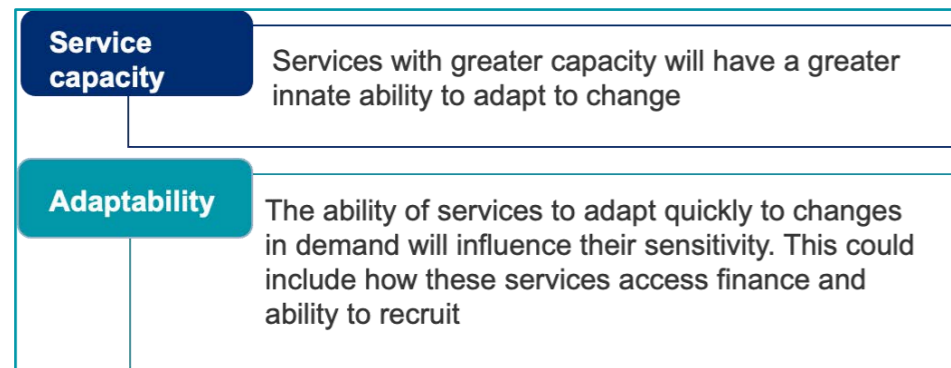 Service
capacity
Services with greater capacity will have a greater
innate ability to adapt to change
Adaptability
The ability of services to adapt quickly to changes
in demand will influence their sensitivity. This could
include how these services access finance and
ability to recruit